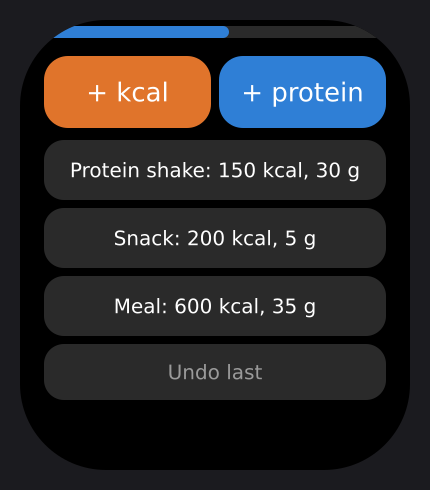 + kcal
+ protein
Protein shake: 150 kcal, 30 g
Snack: 200 kcal, 5 g
Meal: 600 kcal, 35 g
Undo last